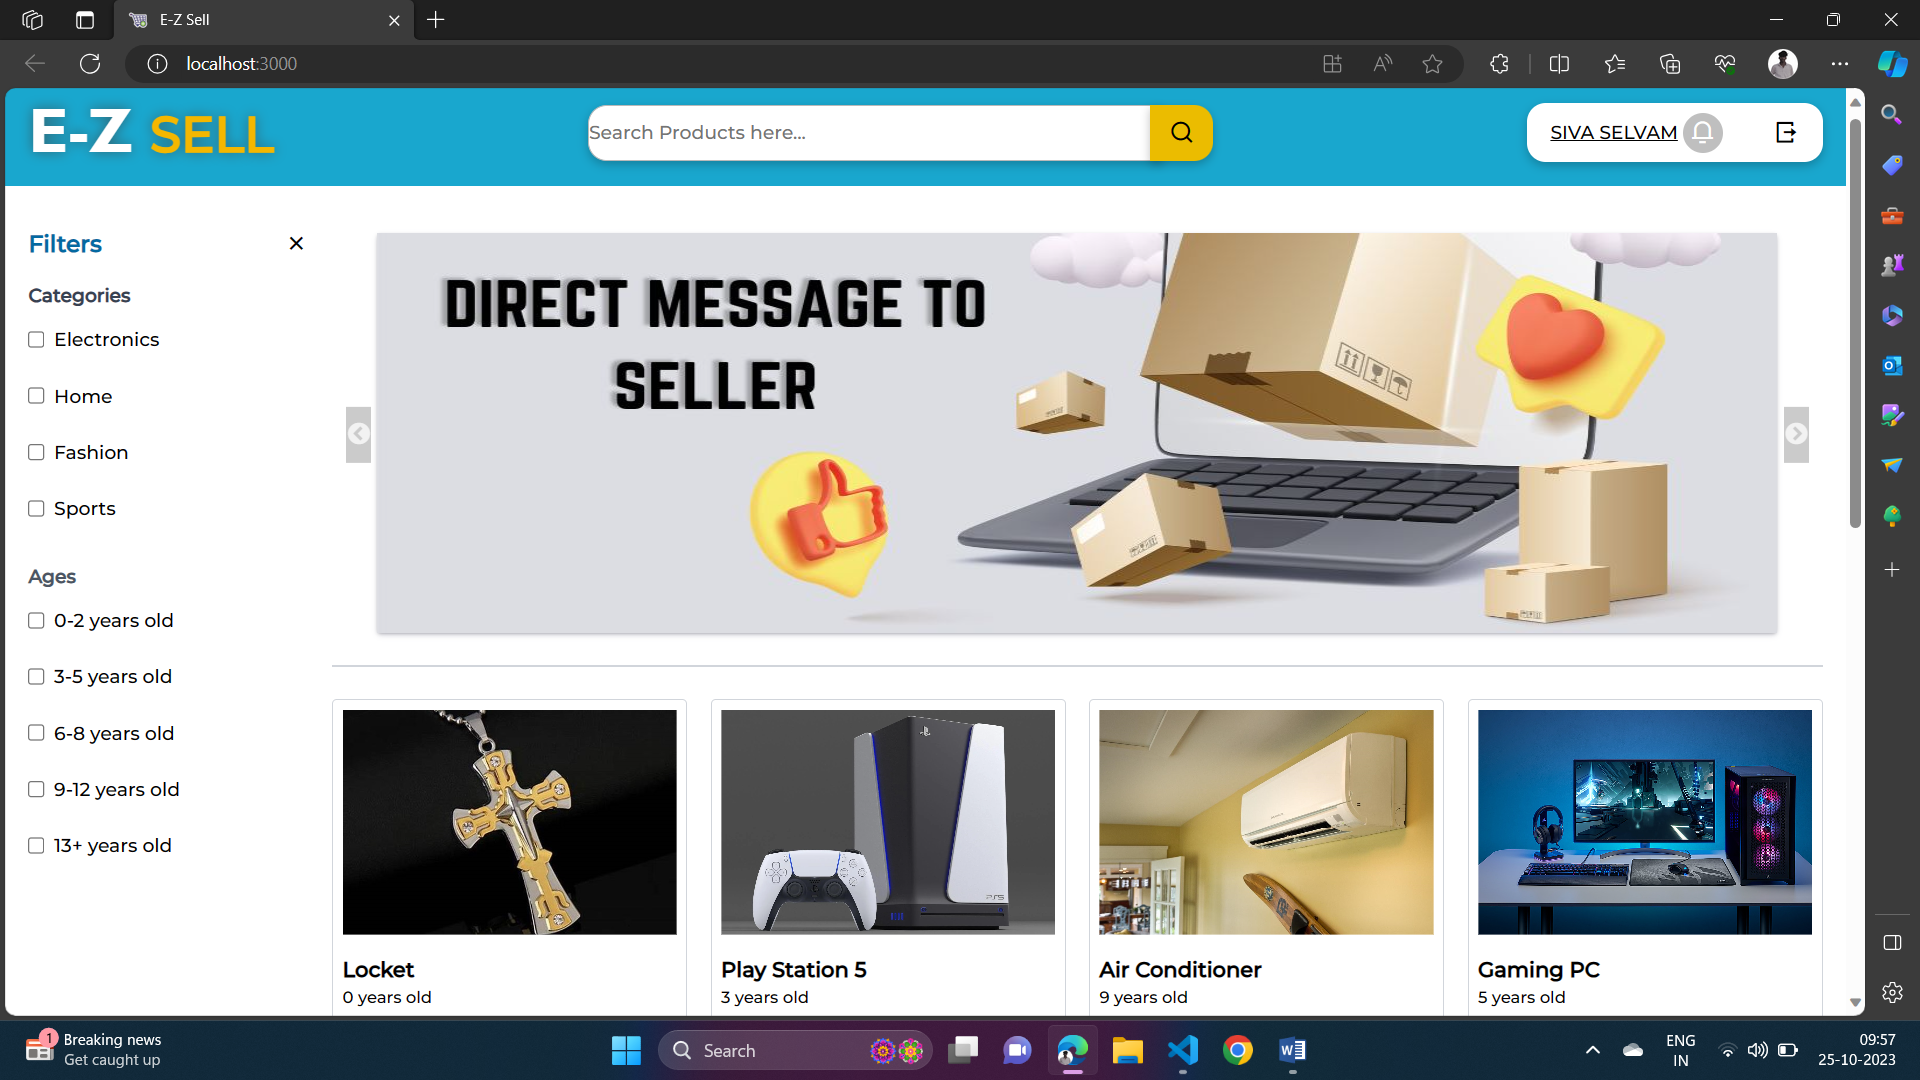 E-Z Sell
localhost:3000
E-Z SELL
Search Products here...
SIVA SELVAM
Filters
Categories
Electronics
Home
Fashion
Sports
Ages
0-2 years old
3-5 years old
6-8 years old
9-12 years old
13+ years old
DIRECT MESSAGE TO
SELLER
PS5
Locket
0 years old
Play Station 5
3 years old
Air Conditioner
9 years old
Gaming PC
5 years old
1
Breaking news
Get caught up
Search
ENG
IN
09:57
25-10-2023